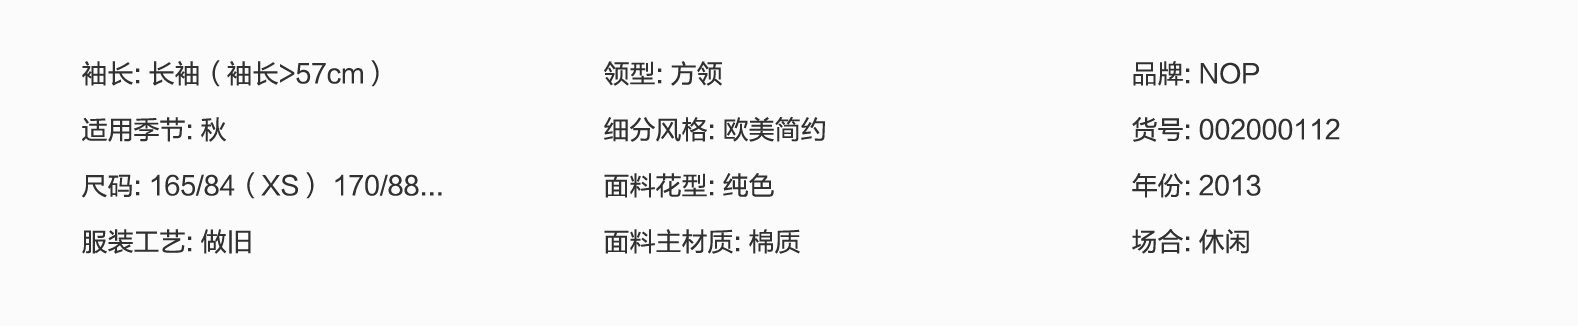 袖长: 长袖（袖长>57cm） 领型: 方领 品牌: NOP
适用季节: 秋 细分风格: 欧美简约 货号: 002000112
尺码: 165/84（XS） 170/88... 面料花型: 纯色 年份: 2013
服装工艺: 做旧 面料主材质: 棉质 场合: 休闲